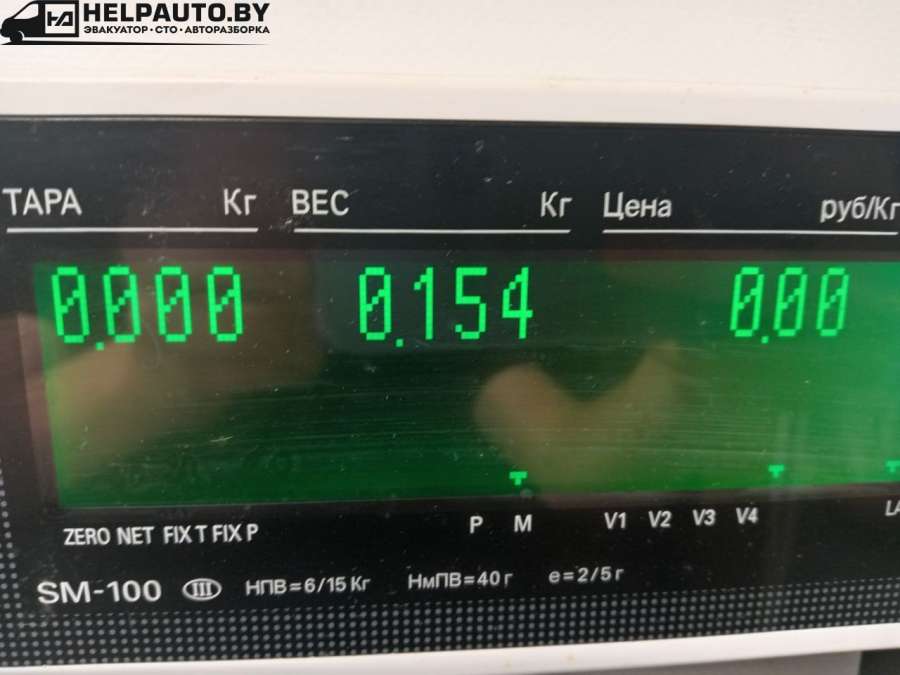 HELPAUTO.BY
ЭВАКУАТОР · СТО · АВТОРАЗБОРКА
ТАРА Кг ВЕС Кг Цена руб/Кг
0.000 0.154 0.00
ZERO NET FIX T FIX P P M V1 V2 V3 V4
SM-100 III НПВ=6/15 Кг НмПВ=40 г e=2/5 г